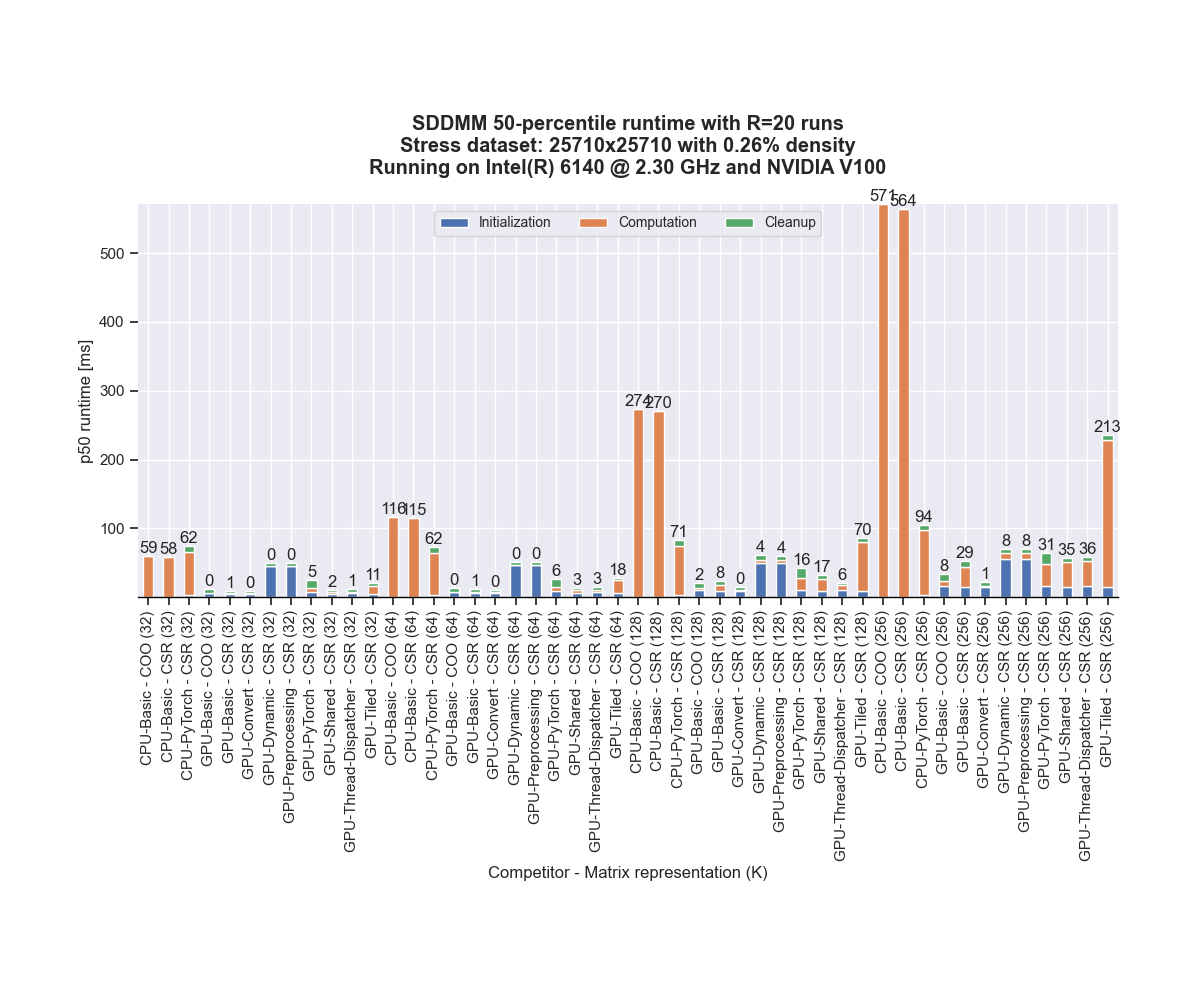 SDDMM 50-percentile runtime with R=20 runs
Stress dataset: 25710x25710 with 0.26% density
Running on Intel(R) 6140 @ 2.30 GHz and NVIDIA V100
Initialization
Computation
Cleanup
p50 runtime [ms]
500
400
300
200
100
59
58
62
0
1
0
0
0
5
2
1
11
116
115
62
0
1
0
0
0
6
3
3
18
274
270
71
2
8
0
4
4
16
17
6
70
571
564
94
8
29
1
8
8
31
35
36
213
CPU-Basic - COO (32)
CPU-Basic - CSR (32)
CPU-PyTorch - CSR (32)
GPU-Basic - COO (32)
GPU-Basic - CSR (32)
GPU-Convert - CSR (32)
GPU-Dynamic - CSR (32)
GPU-Preprocessing - CSR (32)
GPU-PyTorch - CSR (32)
GPU-Shared - CSR (32)
GPU-Thread-Dispatcher - CSR (32)
GPU-Tiled - CSR (32)
CPU-Basic - COO (64)
CPU-Basic - CSR (64)
CPU-PyTorch - CSR (64)
GPU-Basic - COO (64)
GPU-Basic - CSR (64)
GPU-Convert - CSR (64)
GPU-Dynamic - CSR (64)
GPU-Preprocessing - CSR (64)
GPU-PyTorch - CSR (64)
GPU-Shared - CSR (64)
GPU-Thread-Dispatcher - CSR (64)
GPU-Tiled - CSR (64)
CPU-Basic - COO (128)
CPU-Basic - CSR (128)
CPU-PyTorch - CSR (128)
GPU-Basic - COO (128)
GPU-Basic - CSR (128)
GPU-Convert - CSR (128)
GPU-Dynamic - CSR (128)
GPU-Preprocessing - CSR (128)
GPU-PyTorch - CSR (128)
GPU-Shared - CSR (128)
GPU-Thread-Dispatcher - CSR (128)
GPU-Tiled - CSR (128)
CPU-Basic - COO (256)
CPU-Basic - CSR (256)
CPU-PyTorch - CSR (256)
GPU-Basic - COO (256)
GPU-Basic - CSR (256)
GPU-Convert - CSR (256)
GPU-Dynamic - CSR (256)
GPU-Preprocessing - CSR (256)
GPU-PyTorch - CSR (256)
GPU-Shared - CSR (256)
GPU-Thread-Dispatcher - CSR (256)
GPU-Tiled - CSR (256)
Competitor - Matrix representation (K)